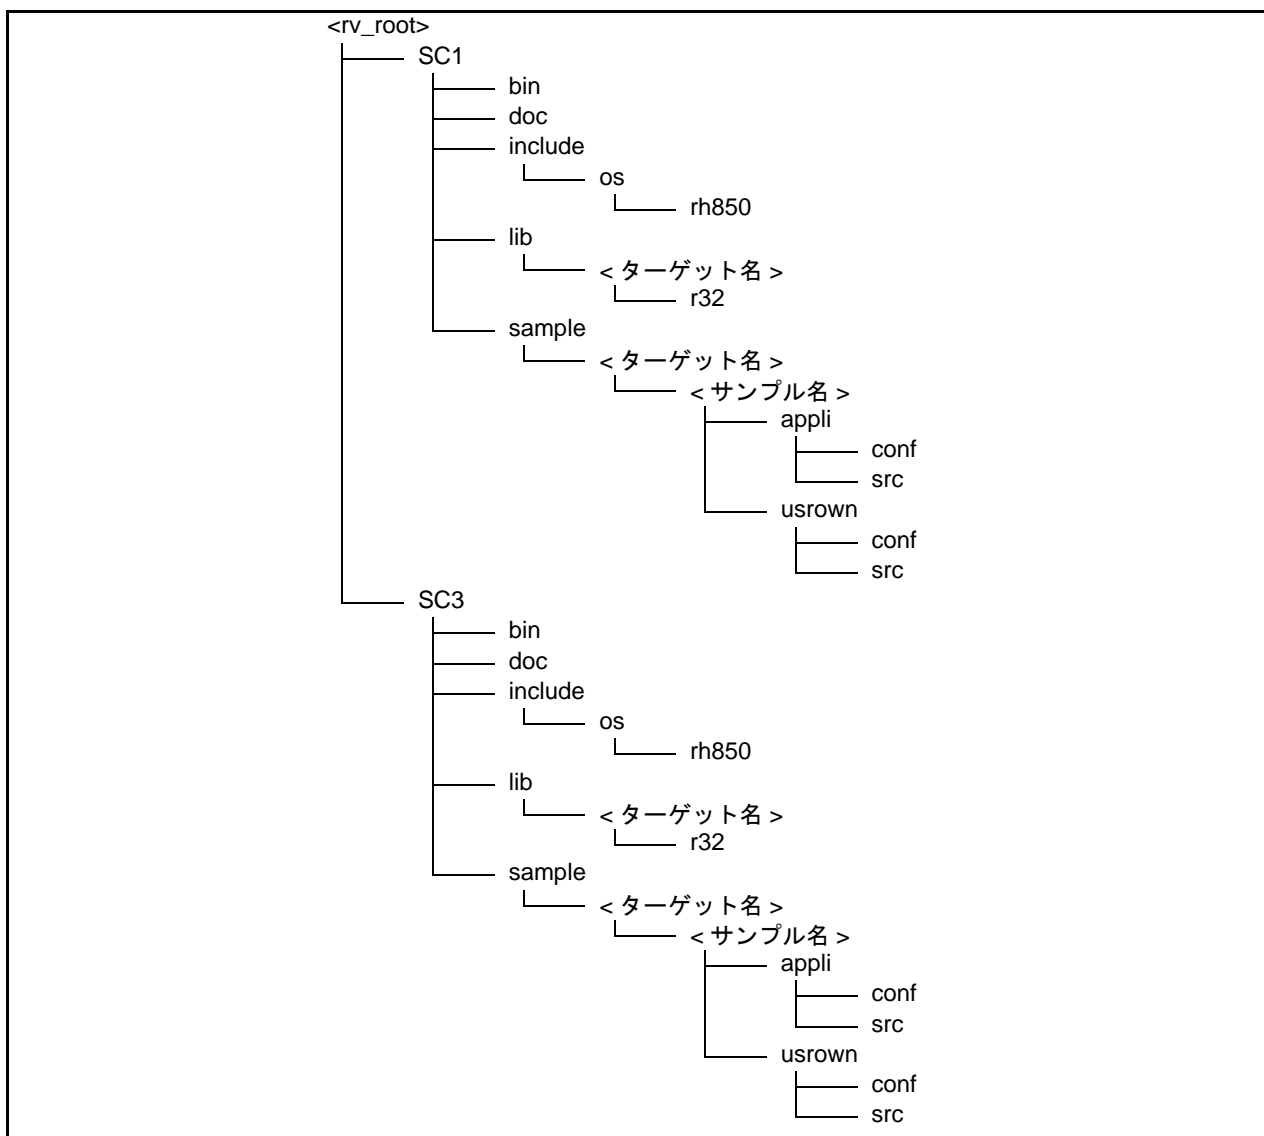 <rv_root>
SC1
bin
doc
include
os
rh850
lib
< ターゲット名 >
r32
sample
< ターゲット名 >
< サンプル名 >
appli
conf
src
usrown
conf
src
SC3
bin
doc
include
os
rh850
lib
< ターゲット名 >
r32
sample
< ターゲット名 >
< サンプル名 >
appli
conf
src
usrown
conf
src